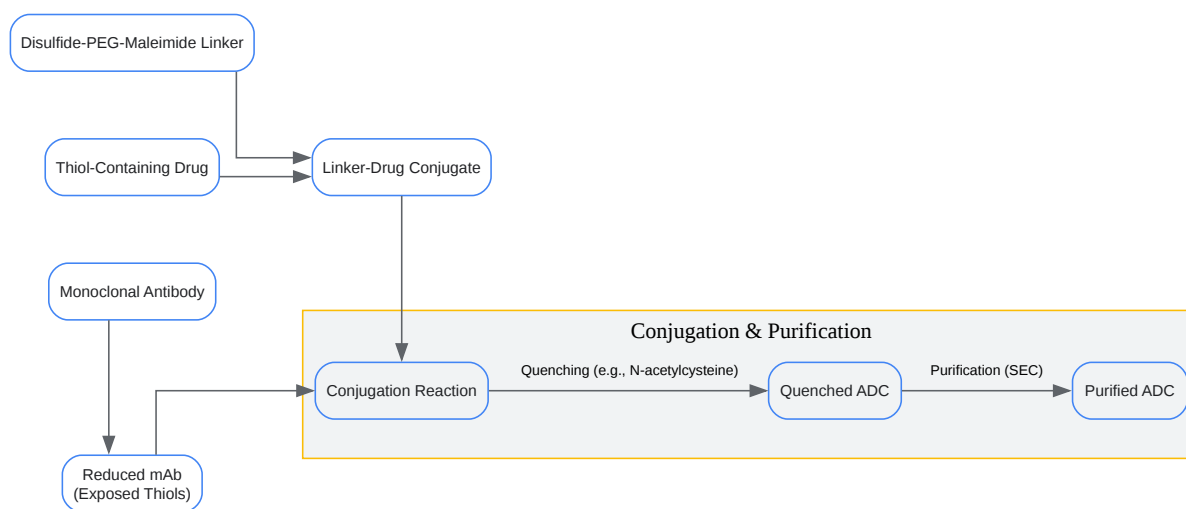 Disulfide-PEG-Maleimide Linker
Thiol-Containing Drug
Linker-Drug Conjugate
Monoclonal Antibody
Conjugation & Purification
Conjugation Reaction
Quenching (e.g., N-acetylcysteine)
Quenched ADC
Purification (SEC)
Purified ADC
Reduced mAb
(Exposed Thiols)